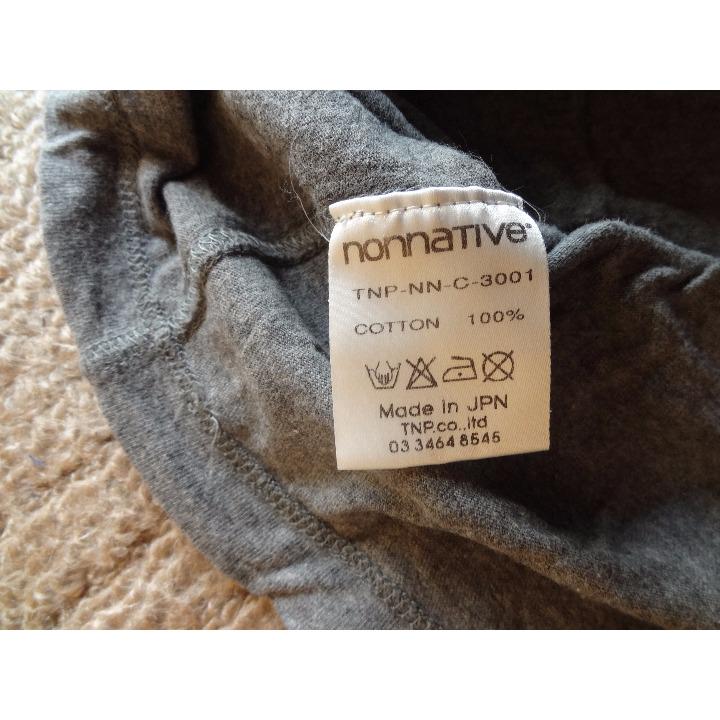 nonnative
TNP-NN-C-3001
COTTON 100%
Made in JPN
TNP.co.,ltd
03 3464 8545